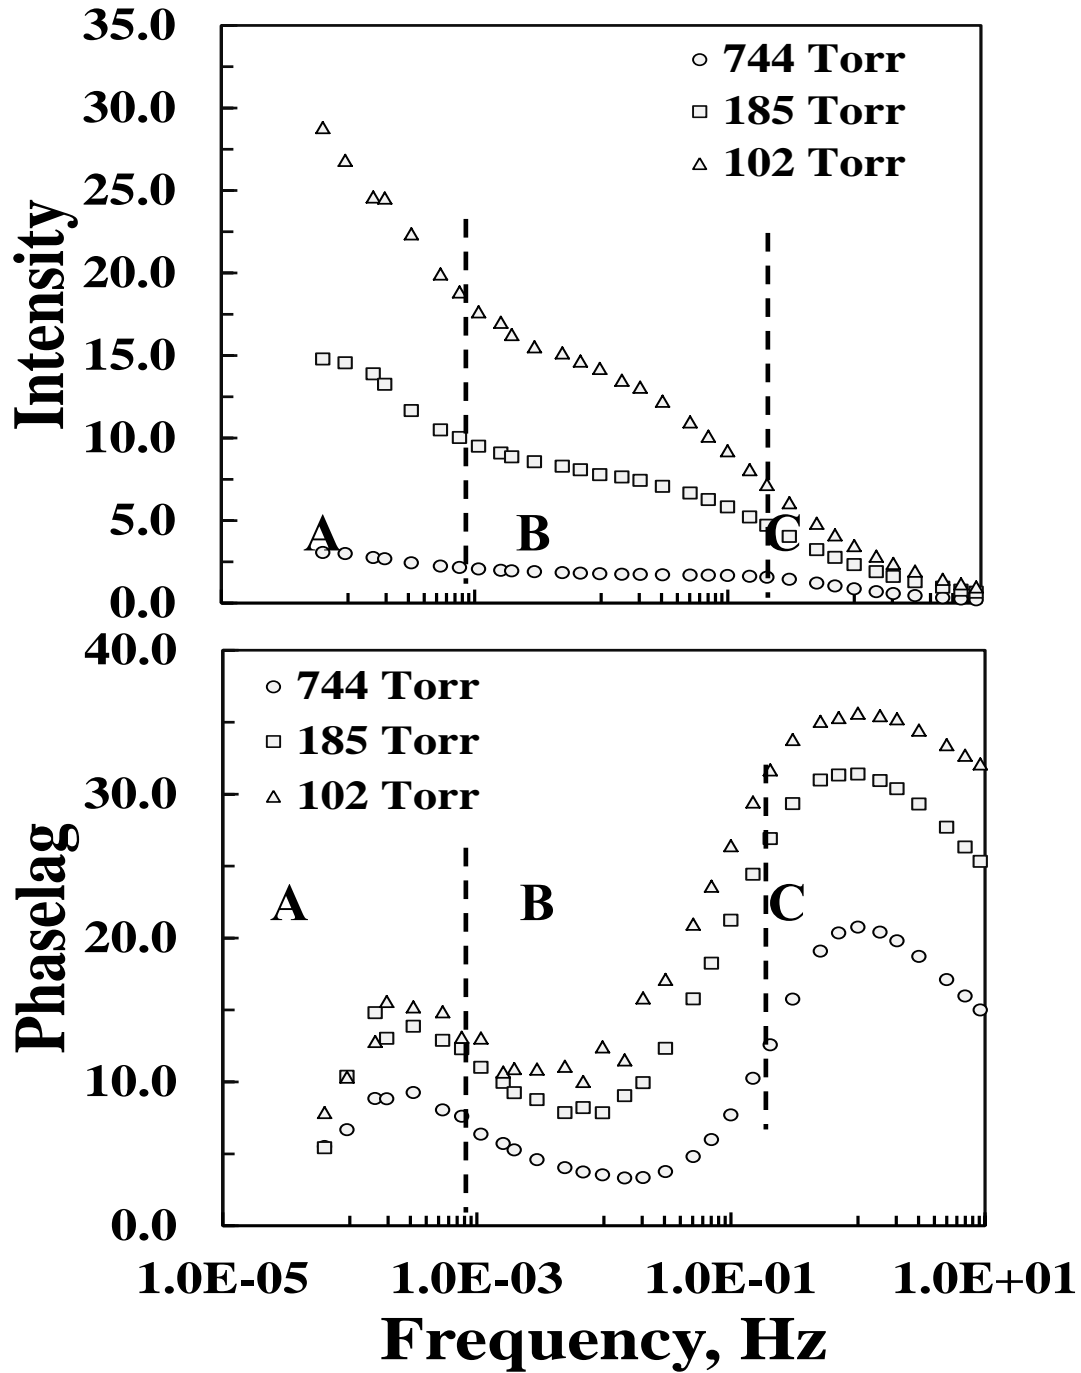 35.0
30.0
25.0
20.0
15.0
10.0
5.0
0.0
Intensity
744 Torr
185 Torr
102 Torr
A
B
C
40.0
30.0
20.0
10.0
0.0
Phaselag
744 Torr
185 Torr
102 Torr
A
B
C
1.0E-05 1.0E-03 1.0E-01 1.0E+01
Frequency, Hz